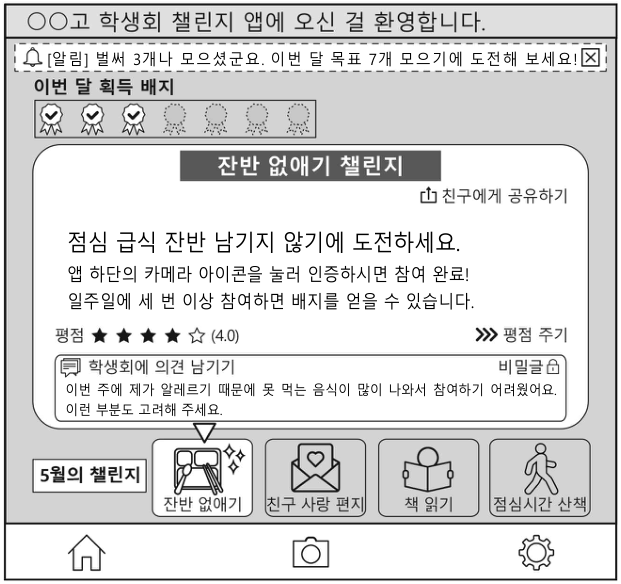 ○○고 학생회 챌린지 앱에 오신 걸 환영합니다.
[알림] 벌써 3개나 모으셨군요. 이번 달 목표 7개 모으기에 도전해 보세요!
이번 달 획득 배지
잔반 없애기 챌린지
친구에게 공유하기
점심 급식 잔반 남기지 않기에 도전하세요.
앱 하단의 카메라 아이콘을 눌러 인증하시면 참여 완료!
일주일에 세 번 이상 참여하면 배지를 얻을 수 있습니다.
평점 ★ ★ ★ ★ ☆ (4.0) 평점 주기
학생회에 의견 남기기 비밀글
이번 주에 제가 알레르기 때문에 못 먹는 음식이 많이 나와서 참여하기 어려웠어요.
이런 부분도 고려해 주세요.
5월의 챌린지
잔반 없애기 친구 사랑 편지 책 읽기 점심시간 산책